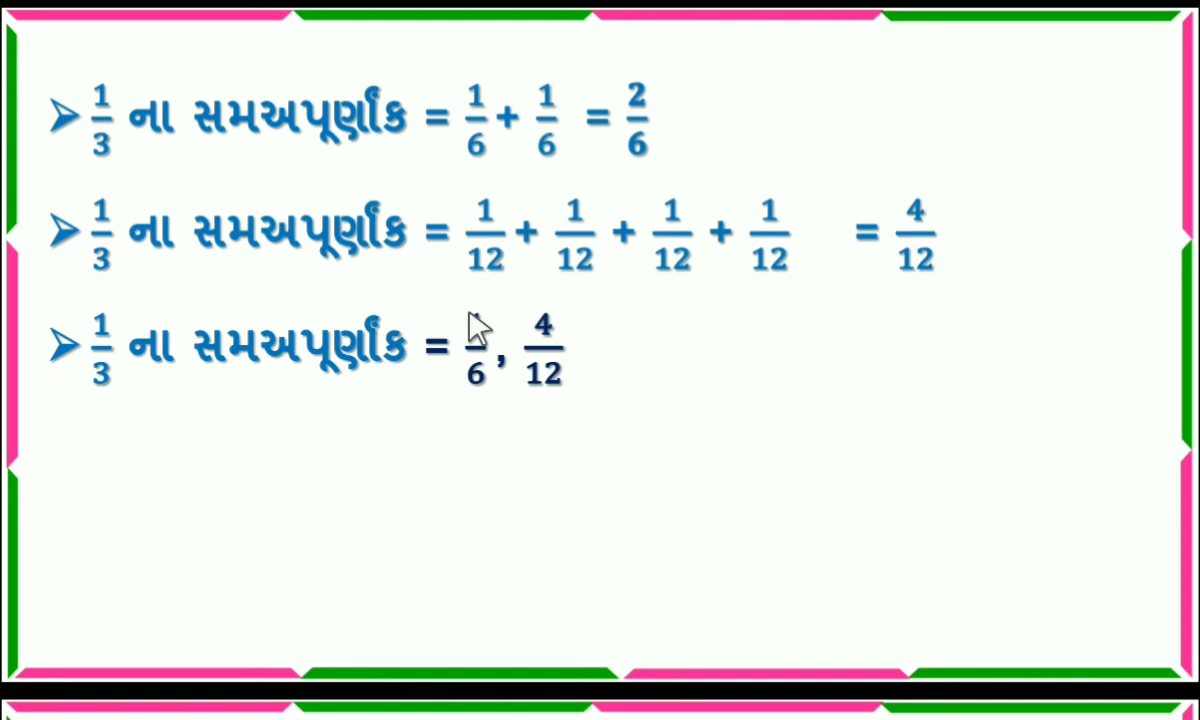 ➢ 1/3 ના સમઅપૂર્ણાંક = 1/6 + 1/6 = 2/6
➢ 1/3 ના સમઅપૂર્ણાંક = 1/12 + 1/12 + 1/12 + 1/12 = 4/12
➢ 1/3 ના સમઅપૂર્ણાંક = /6 , 4/12